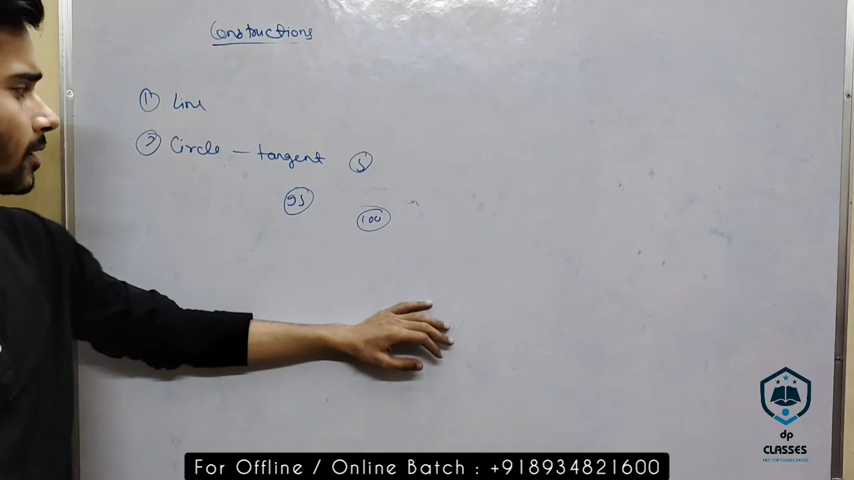 Constructions
① Line
② Circle — tangent ⑤
95 100
dp
CLASSES
For Offline / Online Batch : +918934821600